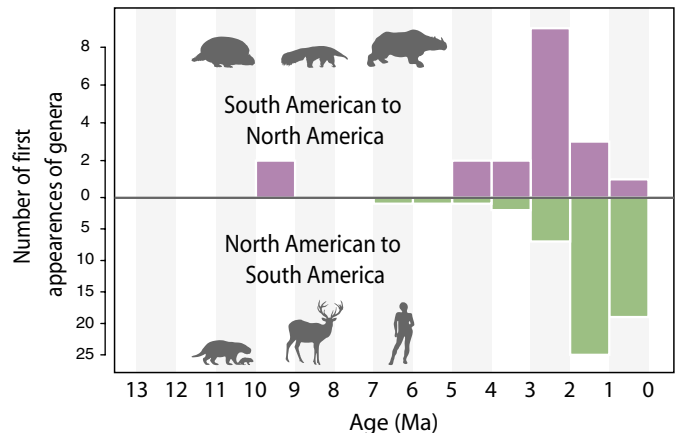 Number of first
appearences of genera
8
6
4
2
0
5
10
15
20
25
South American to
North America
North American to
South America
13 12 11 10 9 8 7 6 5 4 3 2 1 0
Age (Ma)